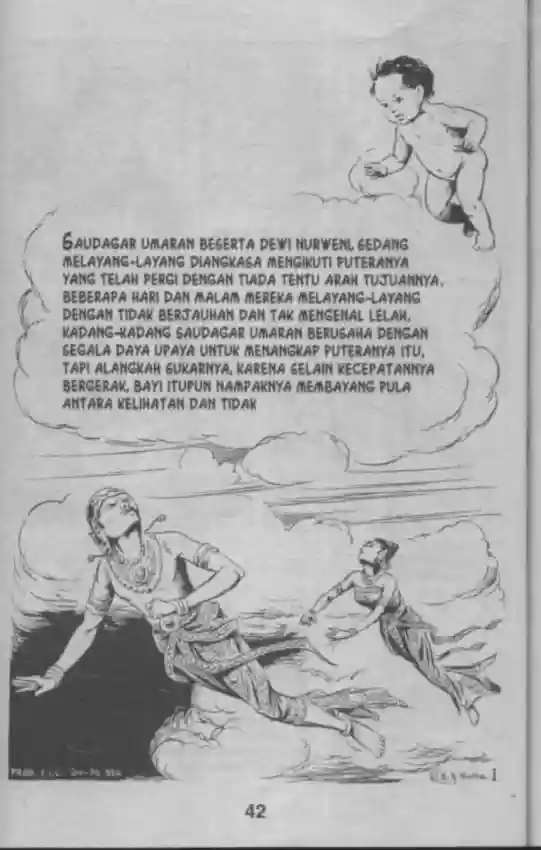 SAUDAGAR UMARAN BESERTA DEWI NURWENI, SEDANG
MELAYANG-LAYANG DIANGKASA MENGIKUTI PUTERANYA
YANG TELAH PERGI DENGAN TIADA TENTU ARAH TUJUANNYA.
BEBERAPA HARI DAN MALAM MEREKA MELAYANG-LAYANG
DENGAN TIDAK BERJAUHAN DAN TAK MENGENAL LELAH,
KADANG-KADANG SAUDAGAR UMARAN BERUSAHA DENGAN
SEGALA DAYA UPAYA UNTUK MENANGKAP PUTERANYA ITU,
TAPI ALANGKAH SUKARNYA, KARENA SELAIN KECEPATANNYA
BERGERAK, BAYI ITUPUN NAMPAKNYA MEMBAYANG PULA
ANTARA KELIHATAN DAN TIDAK
42